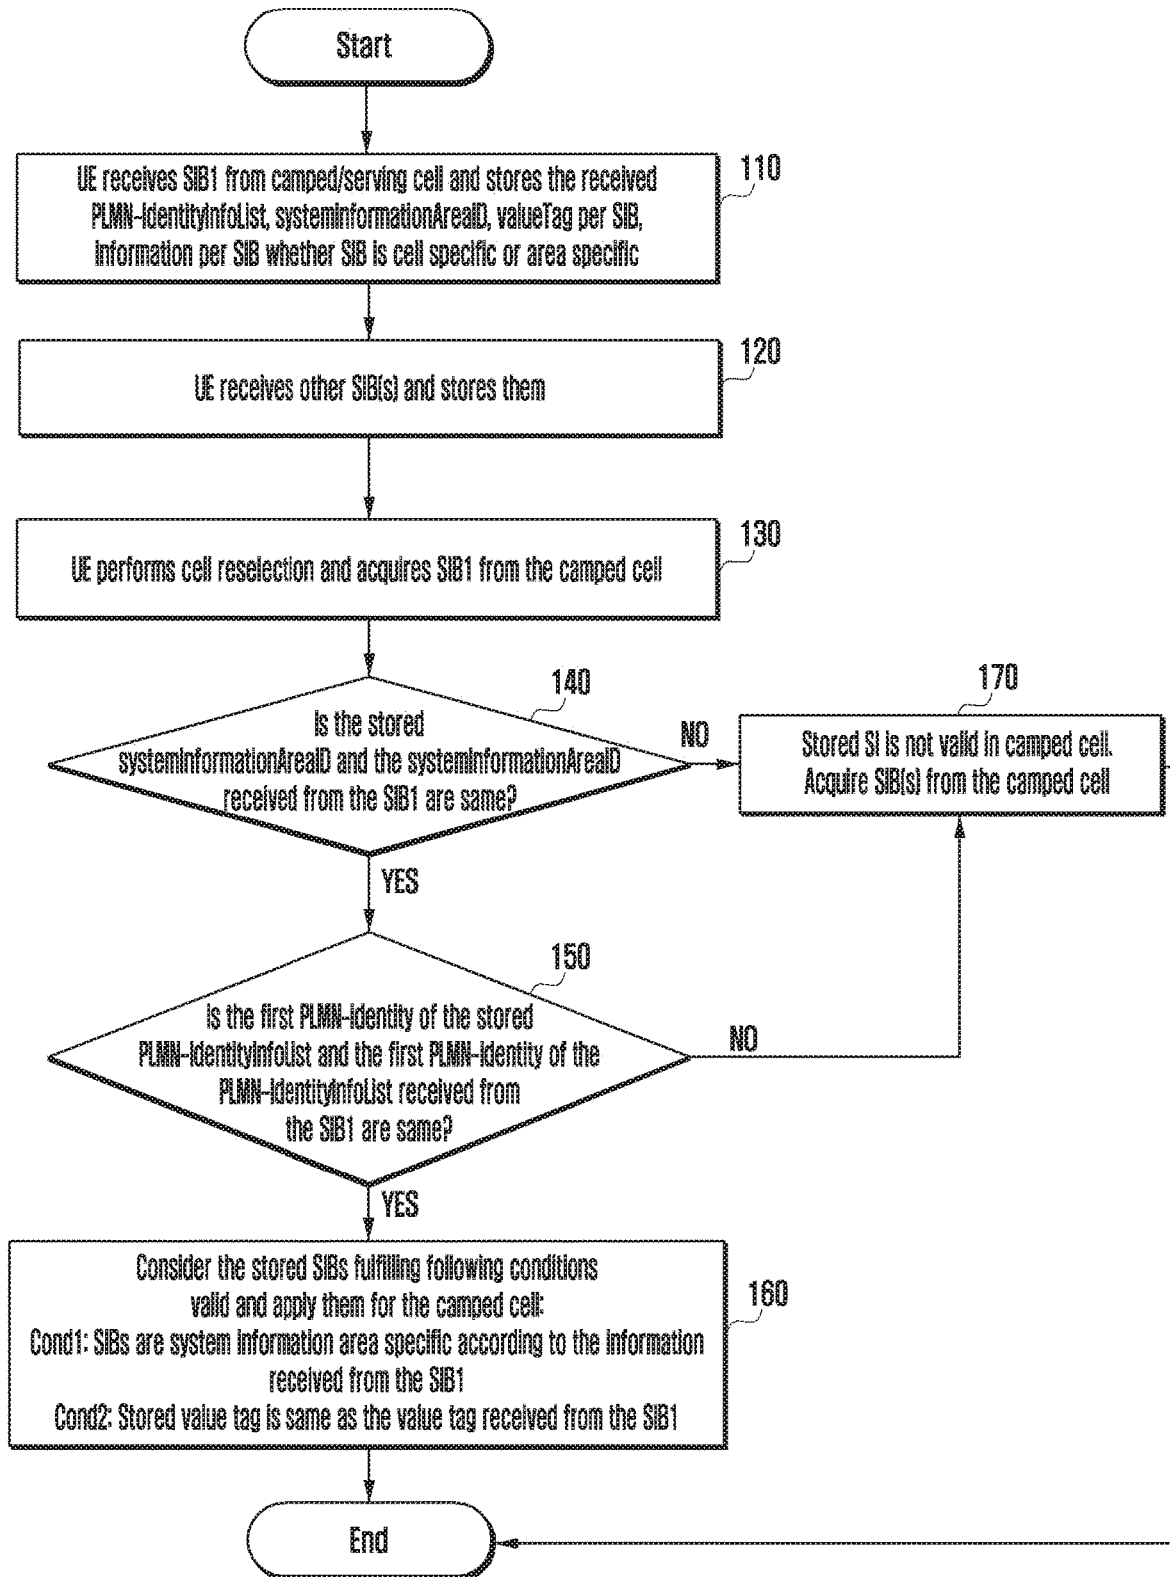 Start
110
UE receives SIB1 from camped/serving cell and stores the received
PLMN-IdentityInfoList, systemInformationAreaID, valueTag per SIB,
information per SIB whether SIB is cell specific or area specific
120
UE receives other SIB(s) and stores them
130
UE performs cell reselection and acquires SIB1 from the camped cell
140
is the stored
systemInformationAreaID and the systemInformationAreaID
received from the SIB1 are same?
NO
170
Stored SI is not valid in camped cell.
Acquire SIB(s) from the camped cell
YES
150
is the first PLMN-Identity of the stored
PLMN-IdentityInfoList and the first PLMN-Identity of the
PLMN-IdentityInfoList received from
the SIB1 are same?
NO
YES
160
Consider the stored SIBs fulfilling following conditions
valid and apply them for the camped cell:
Cond1: SIBs are system information area specific according to the information
received from the SIB1
Cond2: Stored value tag is same as the value tag received from the SIB1
End